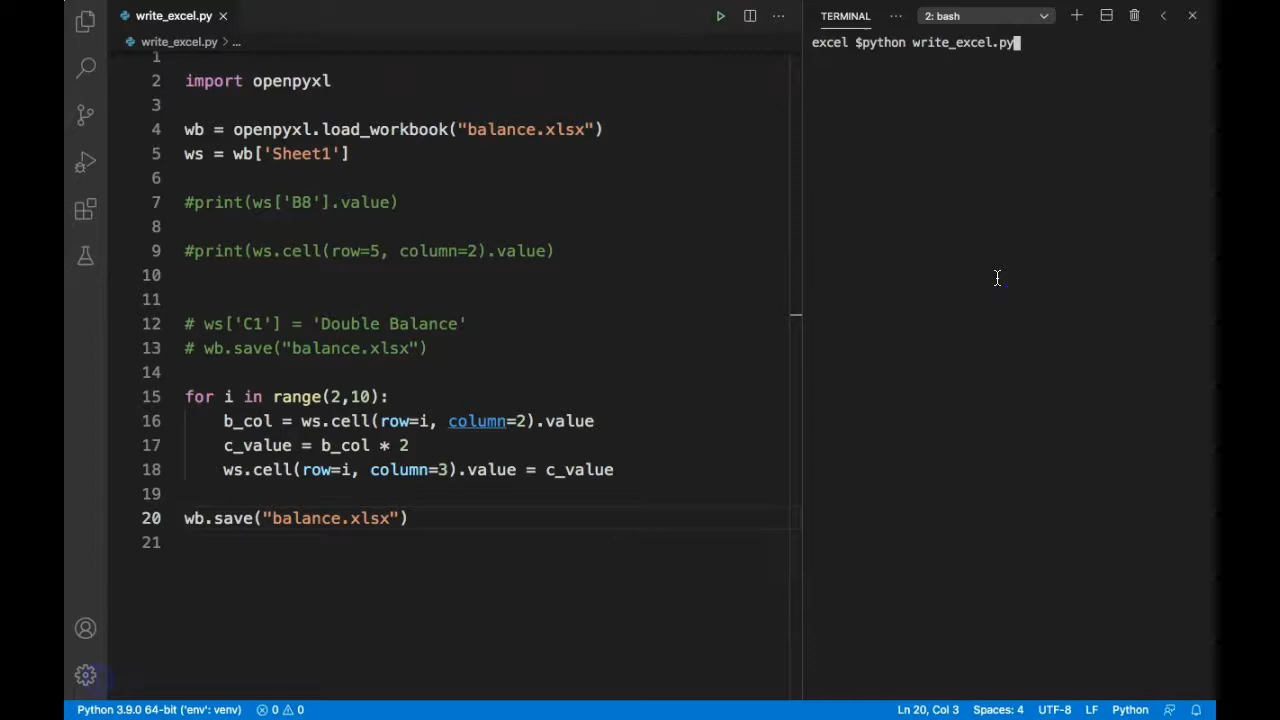 write_excel.py
TERMINAL
2: bash
write_excel.py > ...
excel $python write_excel.py
1
2 import openpyxl
3
4 wb = openpyxl.load_workbook("balance.xlsx")
5 ws = wb['Sheet1']
6
7 #print(ws['B8'].value)
8
9 #print(ws.cell(row=5, column=2).value)
10
11
12 # ws['C1'] = 'Double Balance'
13 # wb.save("balance.xlsx")
14
15 for i in range(2,10):
16 b_col = ws.cell(row=i, column=2).value
17 c_value = b_col * 2
18 ws.cell(row=i, column=3).value = c_value
19
20 wb.save("balance.xlsx")
21
Python 3.9.0 64-bit ('env': venv) 0 0 Ln 20, Col 3 Spaces: 4 UTF-8 LF Python